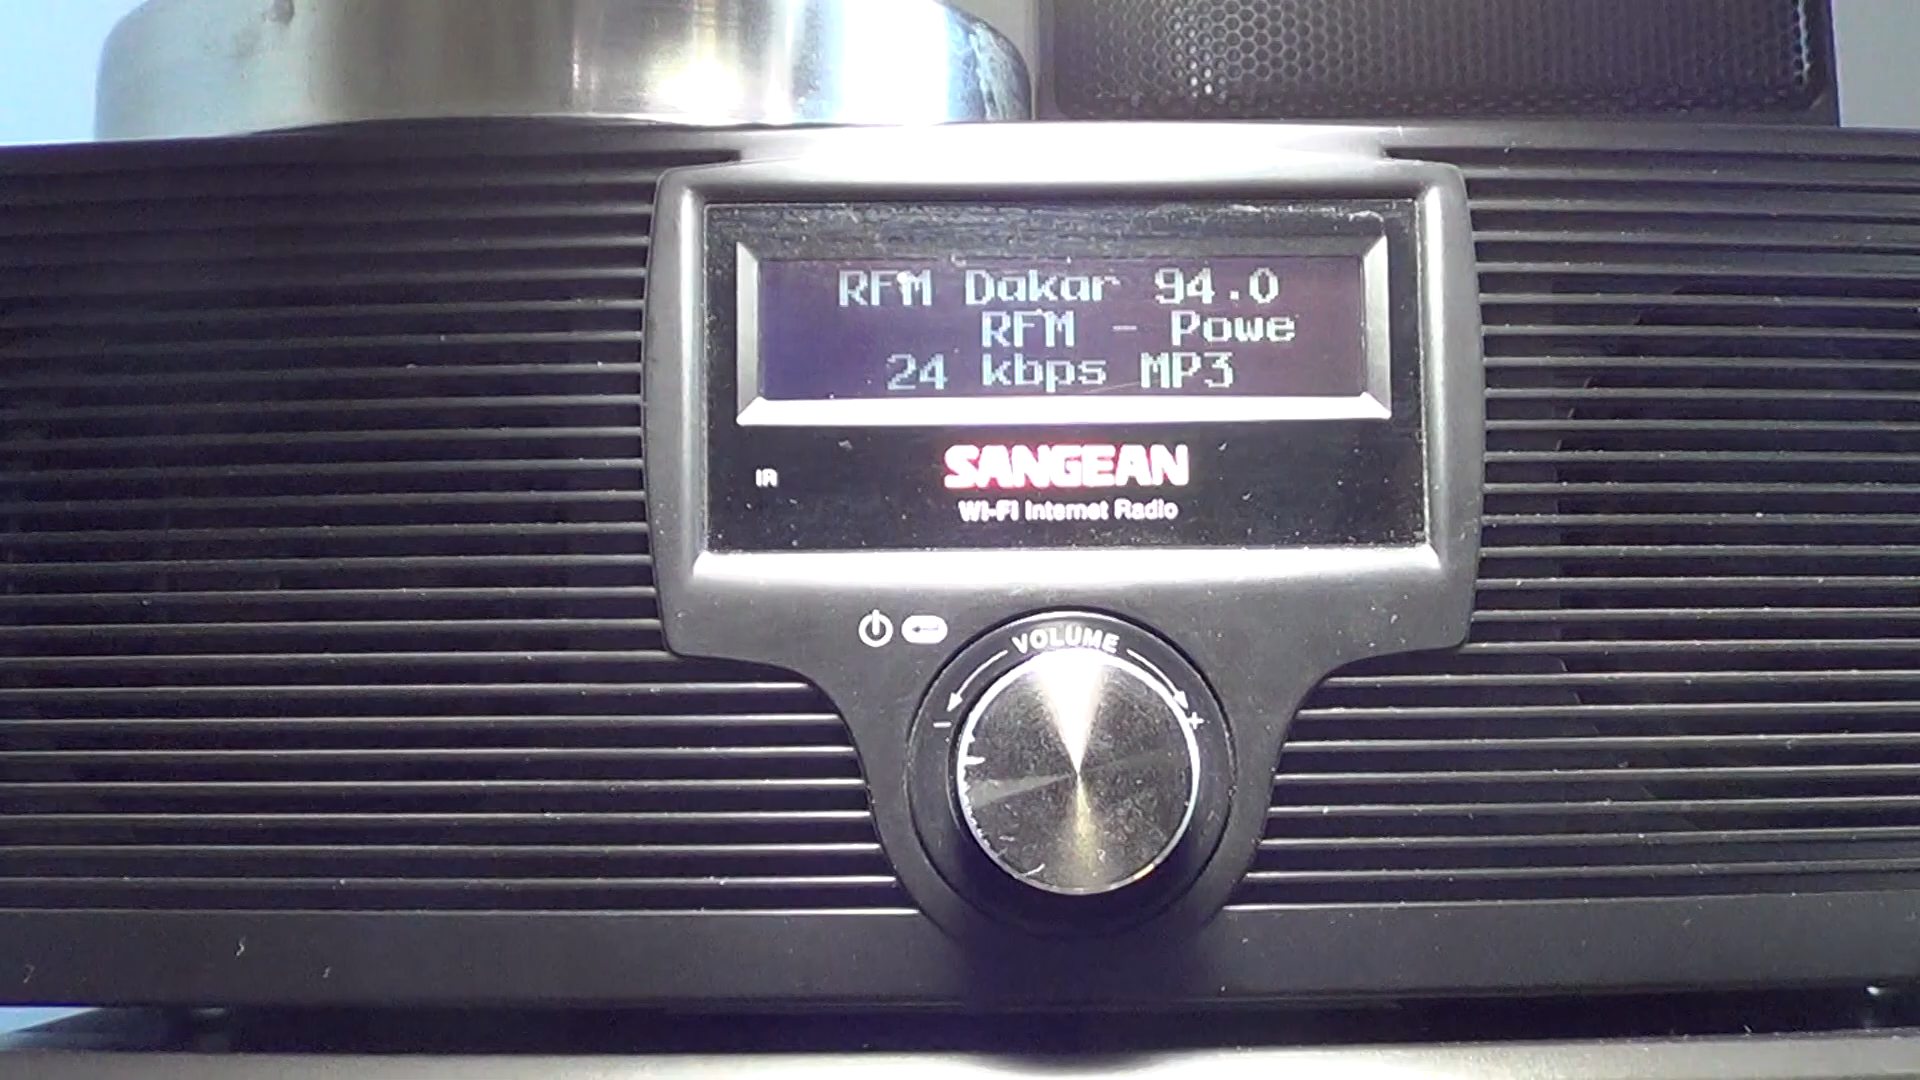 RFM Dakar 94.0
RFM - Powe
24 kbps MP3
SANGEAN
IR
Wi-Fi Internet Radio
VOLUME
- +